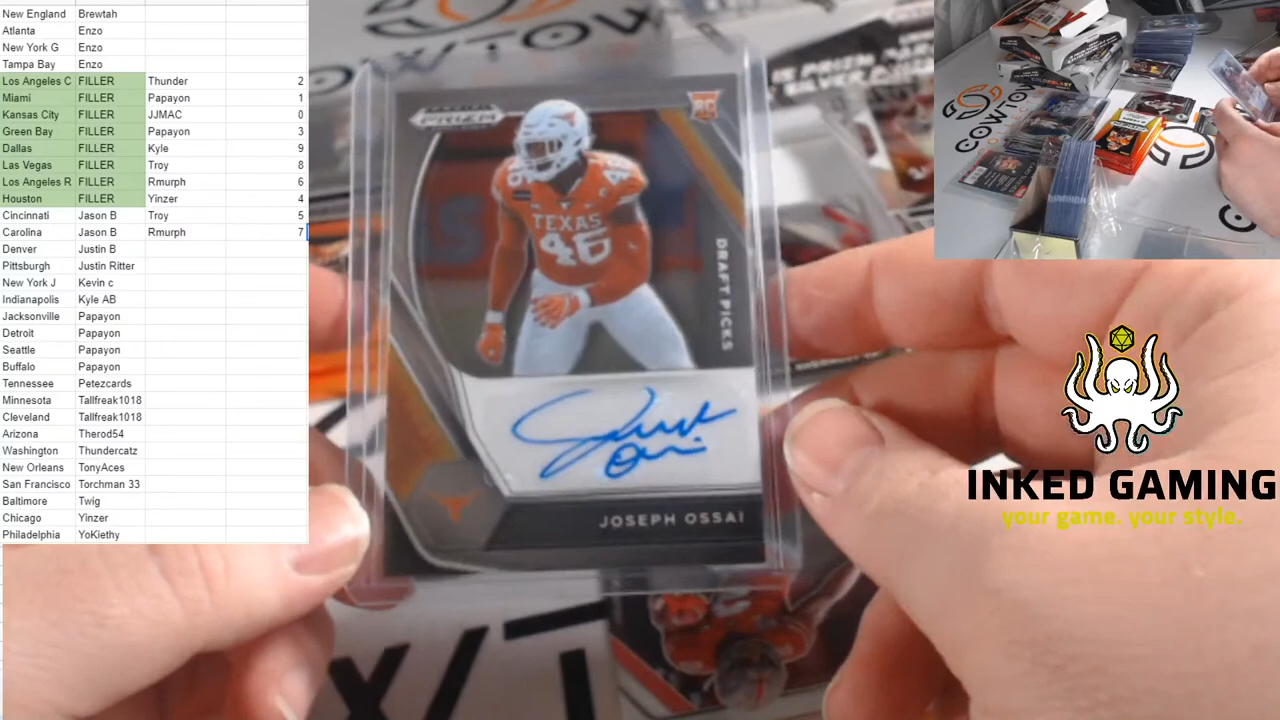 New England Brewtah
Atlanta Enzo
New York G Enzo
Tampa Bay Enzo
Los Angeles C FILLER Thunder 2
Miami FILLER Papayon 1
Kansas City FILLER JJMAC 0
Green Bay FILLER Papayon 3
Dallas FILLER Kyle 9
Las Vegas FILLER Troy 8
Los Angeles R FILLER Rmurph 6
Houston FILLER Yinzer 4
Cincinnati Jason B Troy 5
Carolina Jason B Rmurph 7
Denver Justin B
Pittsburgh Justin Ritter
New York J Kevin c
Indianapolis Kyle AB
Jacksonville Papayon
Detroit Papayon
Seattle Papayon
Buffalo Papayon
Tennessee Petezcards
Minnesota Tallfreak1018
Cleveland Tallfreak1018
Arizona Therod54
Washington Thundercatz
New Orleans TonyAces
San Francisco Torchman 33
Baltimore Twig
Chicago Yinzer
Philadelphia YoKiethy
COWTOW
PRIZM
RC
46
TEXAS
46
DRAFT PICKS
JOSEPH OSSAI
COWTOW
INKED GAMING
your game. your style.